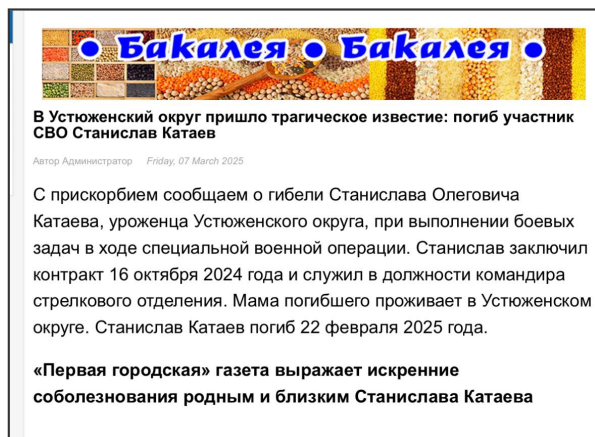 • Бакалея • Бакалея •
В Устюженский округ пришло трагическое известие: погиб участник
СВО Станислав Катаев
Автор Администратор Friday, 07 March 2025
С прискорбием сообщаем о гибели Станислава Олеговича
Катаева, уроженца Устюженского округа, при выполнении боевых
задач в ходе специальной военной операции. Станислав заключил
контракт 16 октября 2024 года и служил в должности командира
стрелкового отделения. Мама погибшего проживает в Устюженском
округе. Станислав Катаев погиб 22 февраля 2025 года.
«Первая городская» газета выражает искренние
соболезнования родным и близким Станислава Катаева